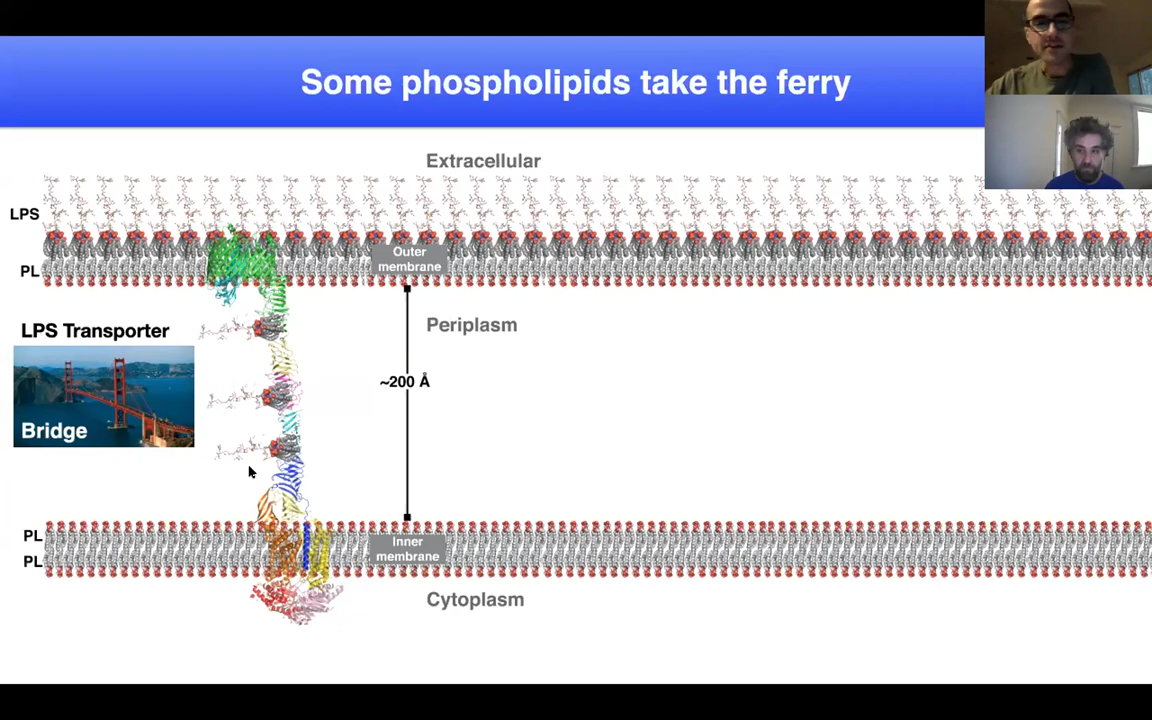 Some phospholipids take the ferry
Extracellular
LPS
Outer
membrane
PL
Periplasm
LPS Transporter
~200 Å
Bridge
PL
Inner
membrane
PL
Cytoplasm